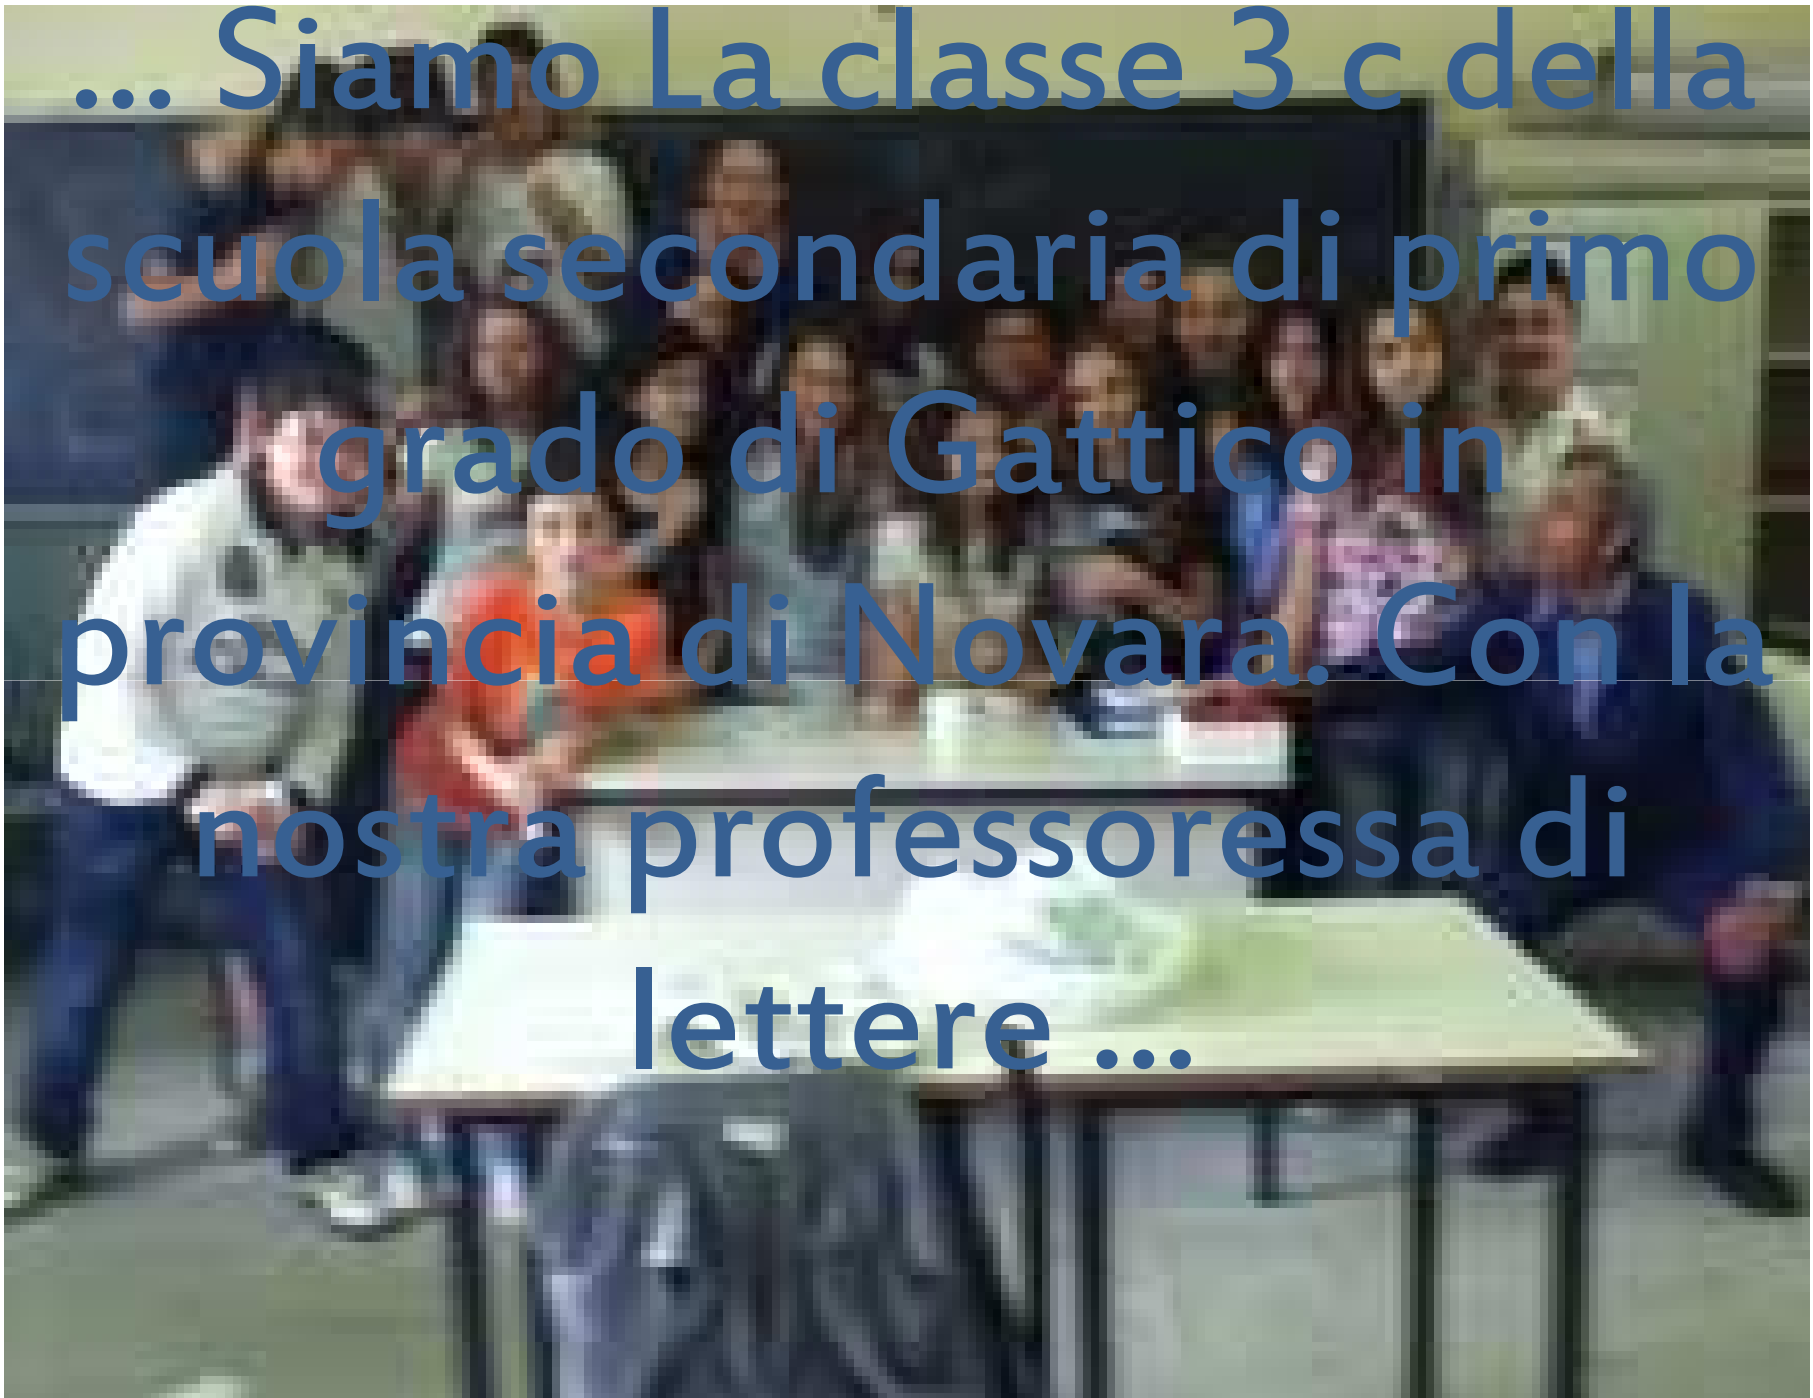 ... Siamo La classe 3 c della
scuola secondaria di primo
grado di Gattico in
provincia di Novara. Con la
nostra professoressa di
lettere ...